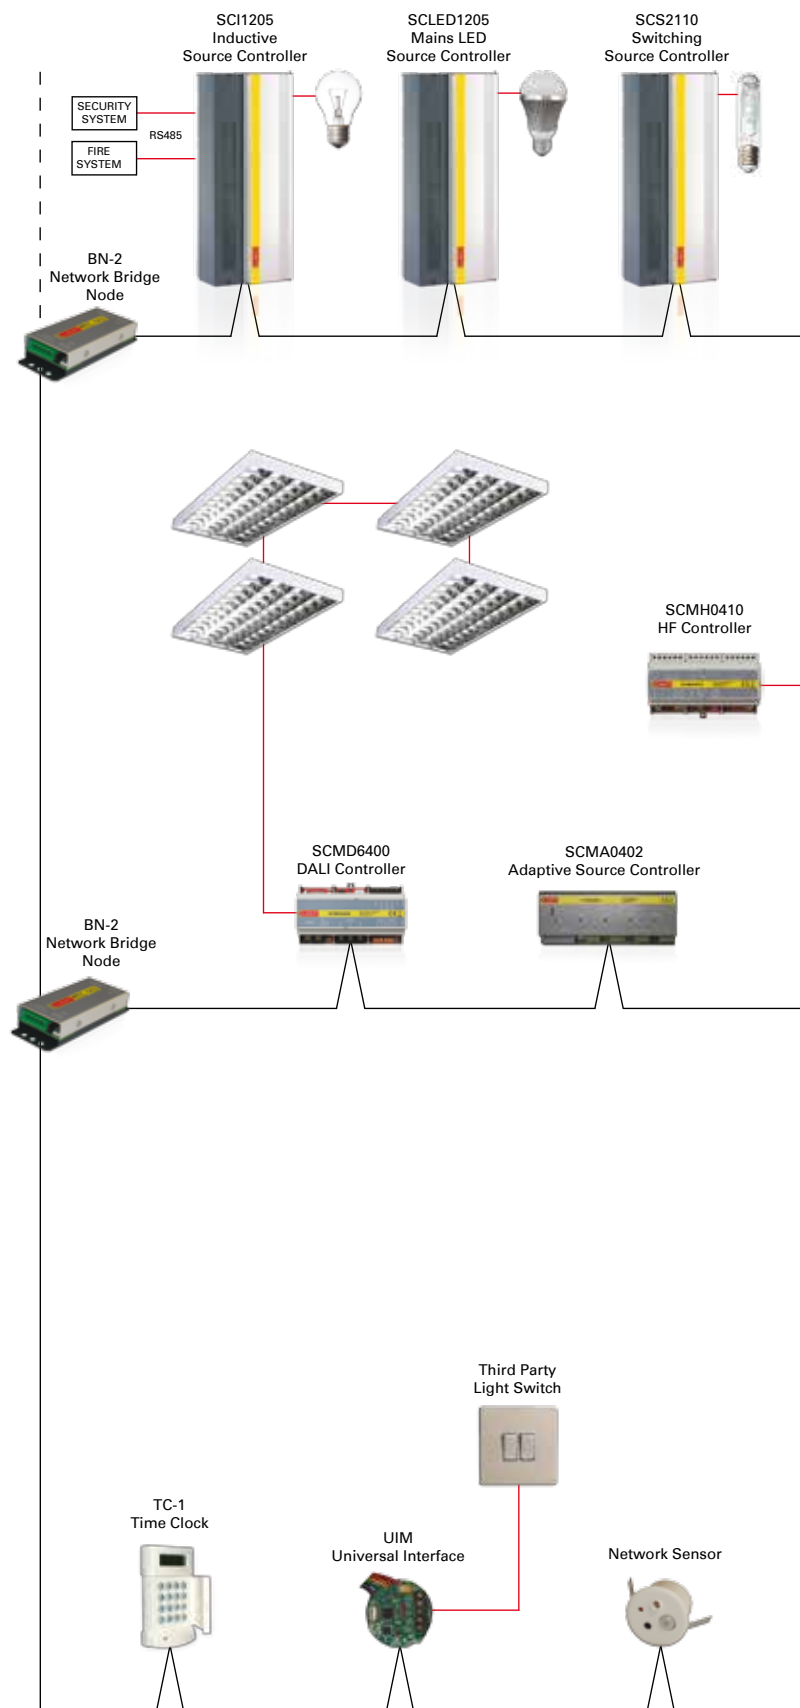 SCI1205
Inductive
Source Controller
SCLED1205
Mains LED
Source Controller
SCS2110
Switching
Source Controller
SECURITY
SYSTEM
RS485
FIRE
SYSTEM
BN-2
Network Bridge
Node
SCMH0410
HF Controller
SCMD6400
DALI Controller
SCMA0402
Adaptive Source Controller
BN-2
Network Bridge
Node
Third Party
Light Switch
TC-1
Time Clock
UIM
Universal Interface
Network Sensor